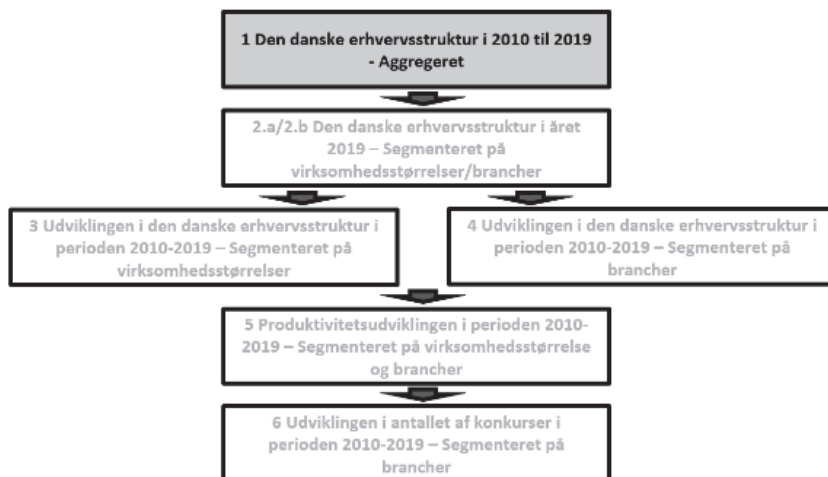 1 Den danske erhvervsstruktur i 2010 til 2019
- Aggregeret
2.a/2.b Den danske erhvervsstruktur i året
2019 – Segmenteret på
virksomhedsstørrelser/brancher
3 Udviklingen i den danske erhvervsstruktur i
perioden 2010-2019 – Segmenteret på
virksomhedsstørrelser
4 Udviklingen i den danske erhvervsstruktur i
perioden 2010-2019 – Segmenteret på
brancher
5 Produktivitetsudviklingen i perioden 2010-
2019 – Segmenteret på virksomhedsstørrelse
og brancher
6 Udviklingen i antallet af konkurser i
perioden 2010-2019 – Segmenteret på
brancher